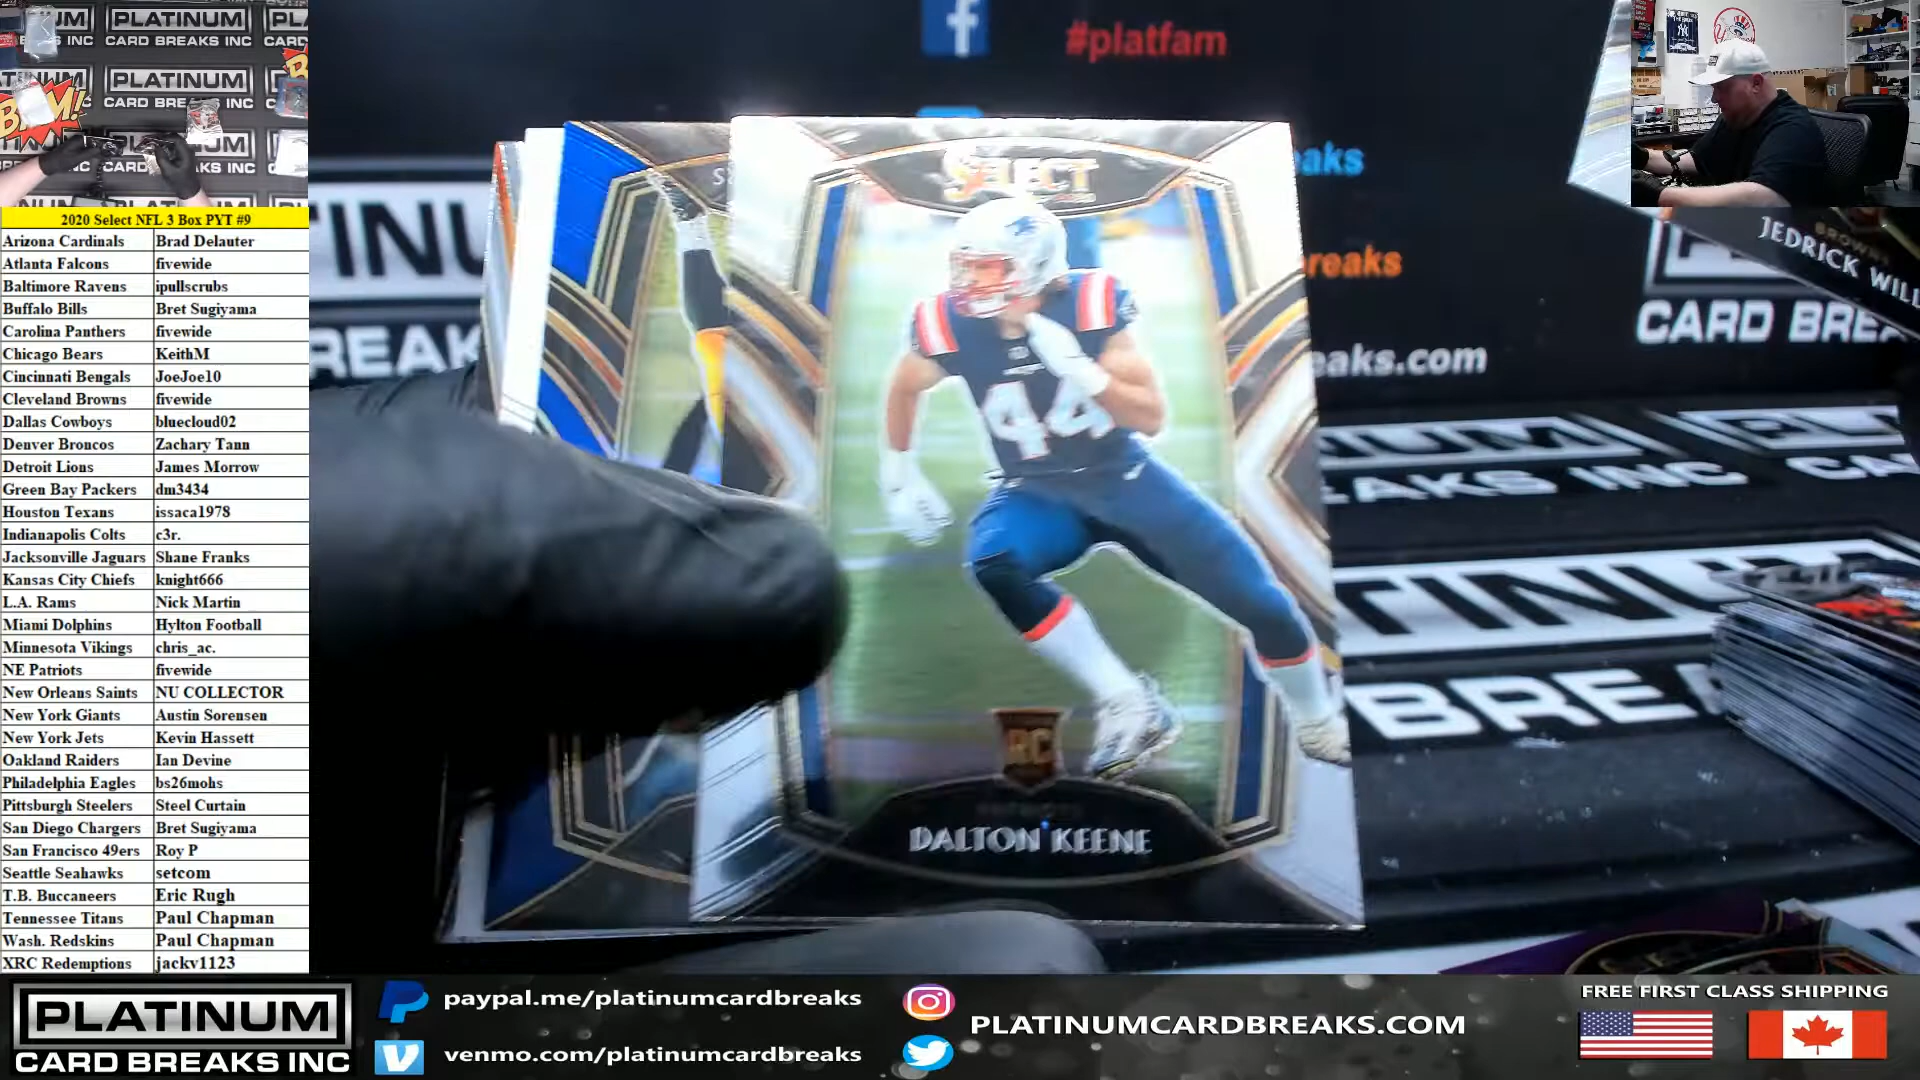 PLATINUM
CARD BREAKS INC
#platfam
2020 Select NFL 3 Box PYT #9
Arizona Cardinals Brad Delauter
Atlanta Falcons fivewide
Baltimore Ravens ipullscrubs
Buffalo Bills Bret Sugiyama
Carolina Panthers fivewide
Chicago Bears KeithM
Cincinnati Bengals JoeJoe10
Cleveland Browns fivewide
Dallas Cowboys bluecloud02
Denver Broncos Zachary Tann
Detroit Lions James Morrow
Green Bay Packers dm3434
Houston Texans issaca1978
Indianapolis Colts c3r.
Jacksonville Jaguars Shane Franks
Kansas City Chiefs knight666
L.A. Rams Nick Martin
Miami Dolphins Hylton Football
Minnesota Vikings chris_ac.
NE Patriots fivewide
New Orleans Saints NU COLLECTOR
New York Giants Austin Sorensen
New York Jets Kevin Hassett
Oakland Raiders Ian Devine
Philadelphia Eagles bs26mohs
Pittsburgh Steelers Steel Curtain
San Diego Chargers Bret Sugiyama
San Francisco 49ers Roy P
Seattle Seahawks setcom
T.B. Buccaneers Eric Rugh
Tennessee Titans Paul Chapman
Wash. Redskins Paul Chapman
XRC Redemptions jackv1123
SELECT
44
RC
DALTON KEENE
BROWNS
JEDRICK WILL
aks
reaks
eaks.com
CARD BREA
PLATINUM
CARD BREAKS INC
paypal.me/platinumcardbreaks
venmo.com/platinumcardbreaks
PLATINUMCARDBREAKS.COM
FREE FIRST CLASS SHIPPING